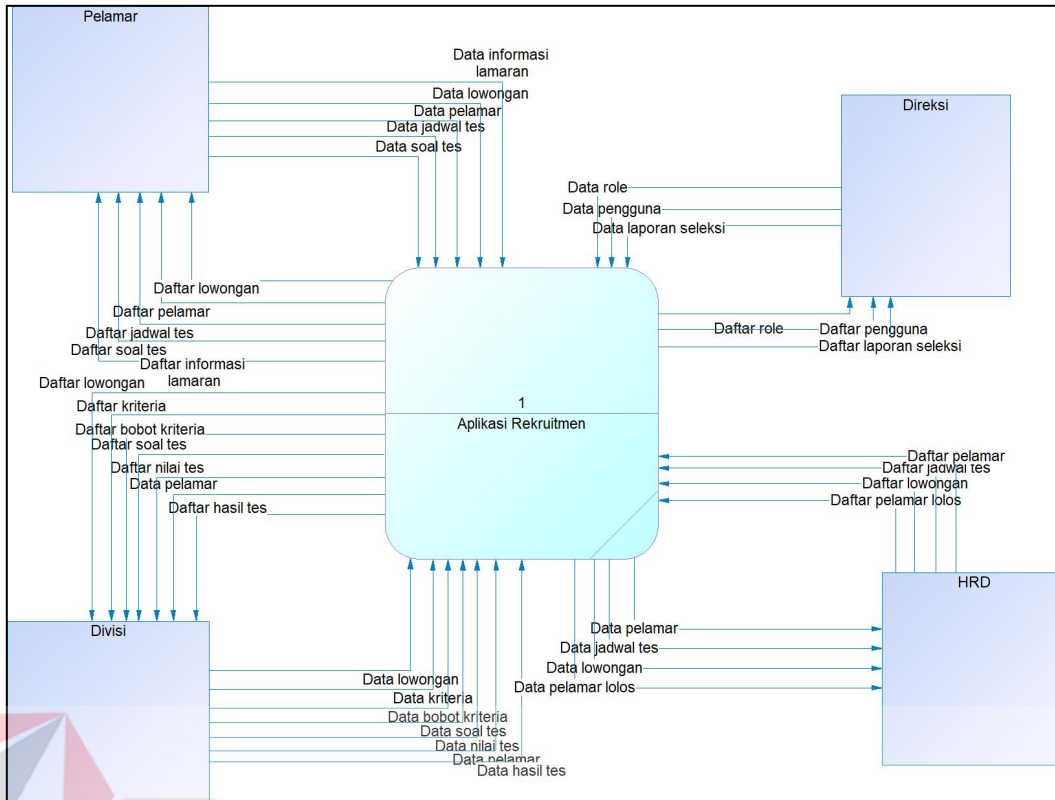 Pelamar
Data informasi
lamaran
Data lowongan
Data pelamar
Data jadwal tes
Data soal tes
Direksi
Data role
Data pengguna
Data laporan seleksi
Daftar lowongan
Daftar pelamar
Daftar jadwal tes
Daftar soal tes
Daftar informasi
lamaran
Daftar role
Daftar pengguna
Daftar laporan seleksi
Daftar lowongan
Daftar kriteria
Daftar bobot kriteria
Daftar soal tes
Daftar nilai tes
Data pelamar
Daftar hasil tes
1
Aplikasi Rekruitmen
Daftar pelamar
Daftar jadwal tes
Daftar lowongan
Daftar pelamar lolos
HRD
Data pelamar
Data jadwal tes
Data lowongan
Data pelamar lolos
Divisi
Data lowongan
Data kriteria
Data bobot kriteria
Data soal tes
Data nilai tes
Data pelamar
Data hasil tes